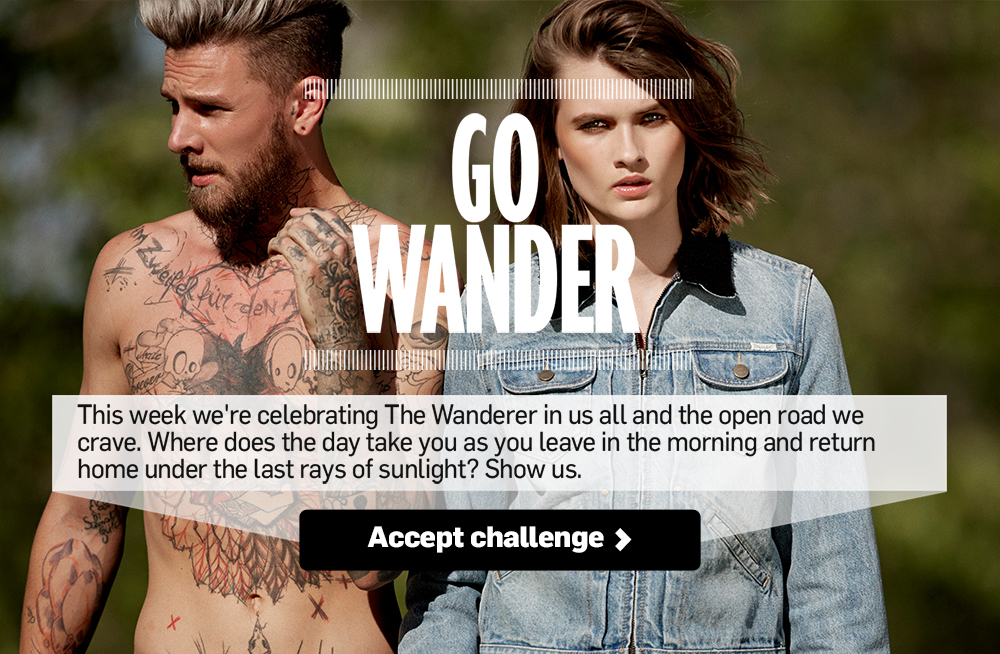 GO
WANDER
This week we're celebrating The Wanderer in us all and the open road we
crave. Where does the day take you as you leave in the morning and return
home under the last rays of sunlight? Show us.
Accept challenge